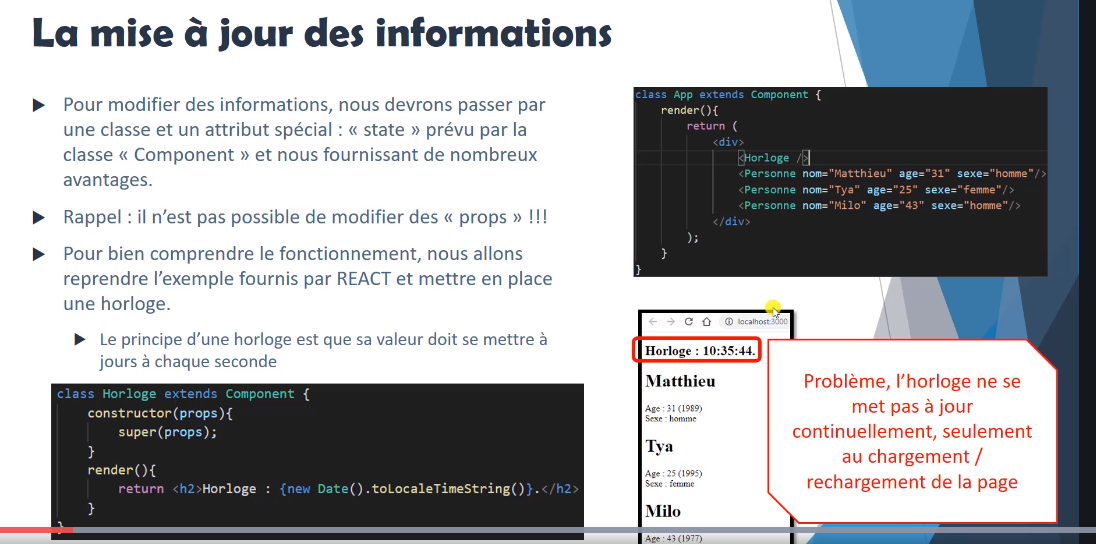 La mise à jour des informations
Pour modifier des informations, nous devrons passer par
une classe et un attribut spécial : « state » prévu par la
classe « Component » et nous fournissant de nombreux
avantages.
Rappel : il n’est pas possible de modifier des « props » !!!
Pour bien comprendre le fonctionnement, nous allons
reprendre l’exemple fournis par REACT et mettre en place
une horloge.
Le principe d’une horloge est que sa valeur doit se mettre à
jours à chaque seconde
class Horloge extends Component {
constructor(props){
super(props);
}
render(){
return <h2>Horloge : {new Date().toLocaleTimeString()}.</h2>
}
}
class App extends Component {
render(){
return (
<div>
<Horloge />
<Personne nom="Matthieu" age="31" sexe="homme"/>
<Personne nom="Tya" age="25" sexe="femme"/>
<Personne nom="Milo" age="43" sexe="homme"/>
</div>
);
}
}
localhost:3000
Horloge : 10:35:44.
Matthieu
Age : 31 (1989)
Sexe : homme
Tya
Age : 25 (1995)
Sexe : femme
Milo
Age : 43 (1977)
Problème, l’horloge ne se
met pas à jour
continuellement, seulement
au chargement /
rechargement de la page